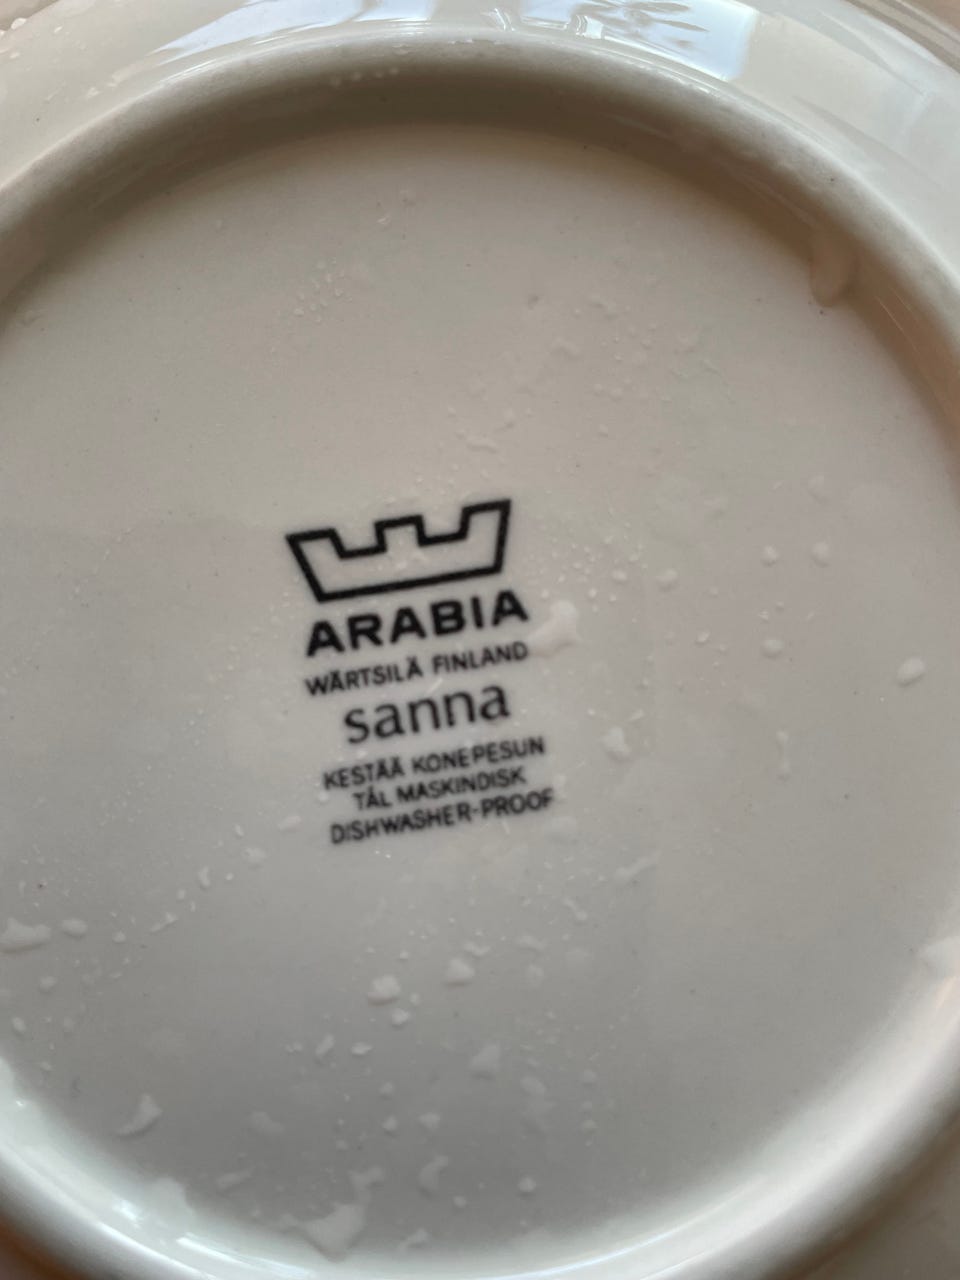 ARABIA
WÄRTSILÄ FINLAND
sanna
KESTÄÄ KONEPESUN
TÅL MASKINDISK
DISHWASHER-PROOF